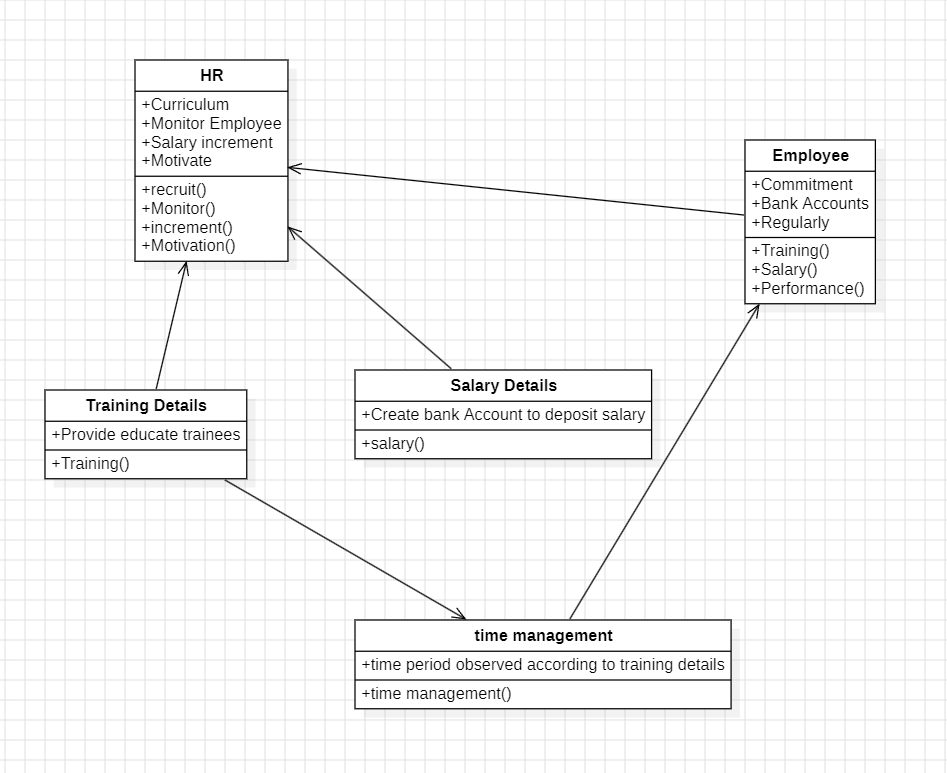 HR
+Curriculum
+Monitor Employee
+Salary increment
+Motivate
+recruit()
+Monitor()
+increment()
+Motivation()
Employee
+Commitment
+Bank Accounts
+Regularly
+Training()
+Salary()
+Performance()
Training Details
+Provide educate trainees
+Training()
Salary Details
+Create bank Account to deposit salary
+salary()
time management
+time period observed according to training details
+time management()